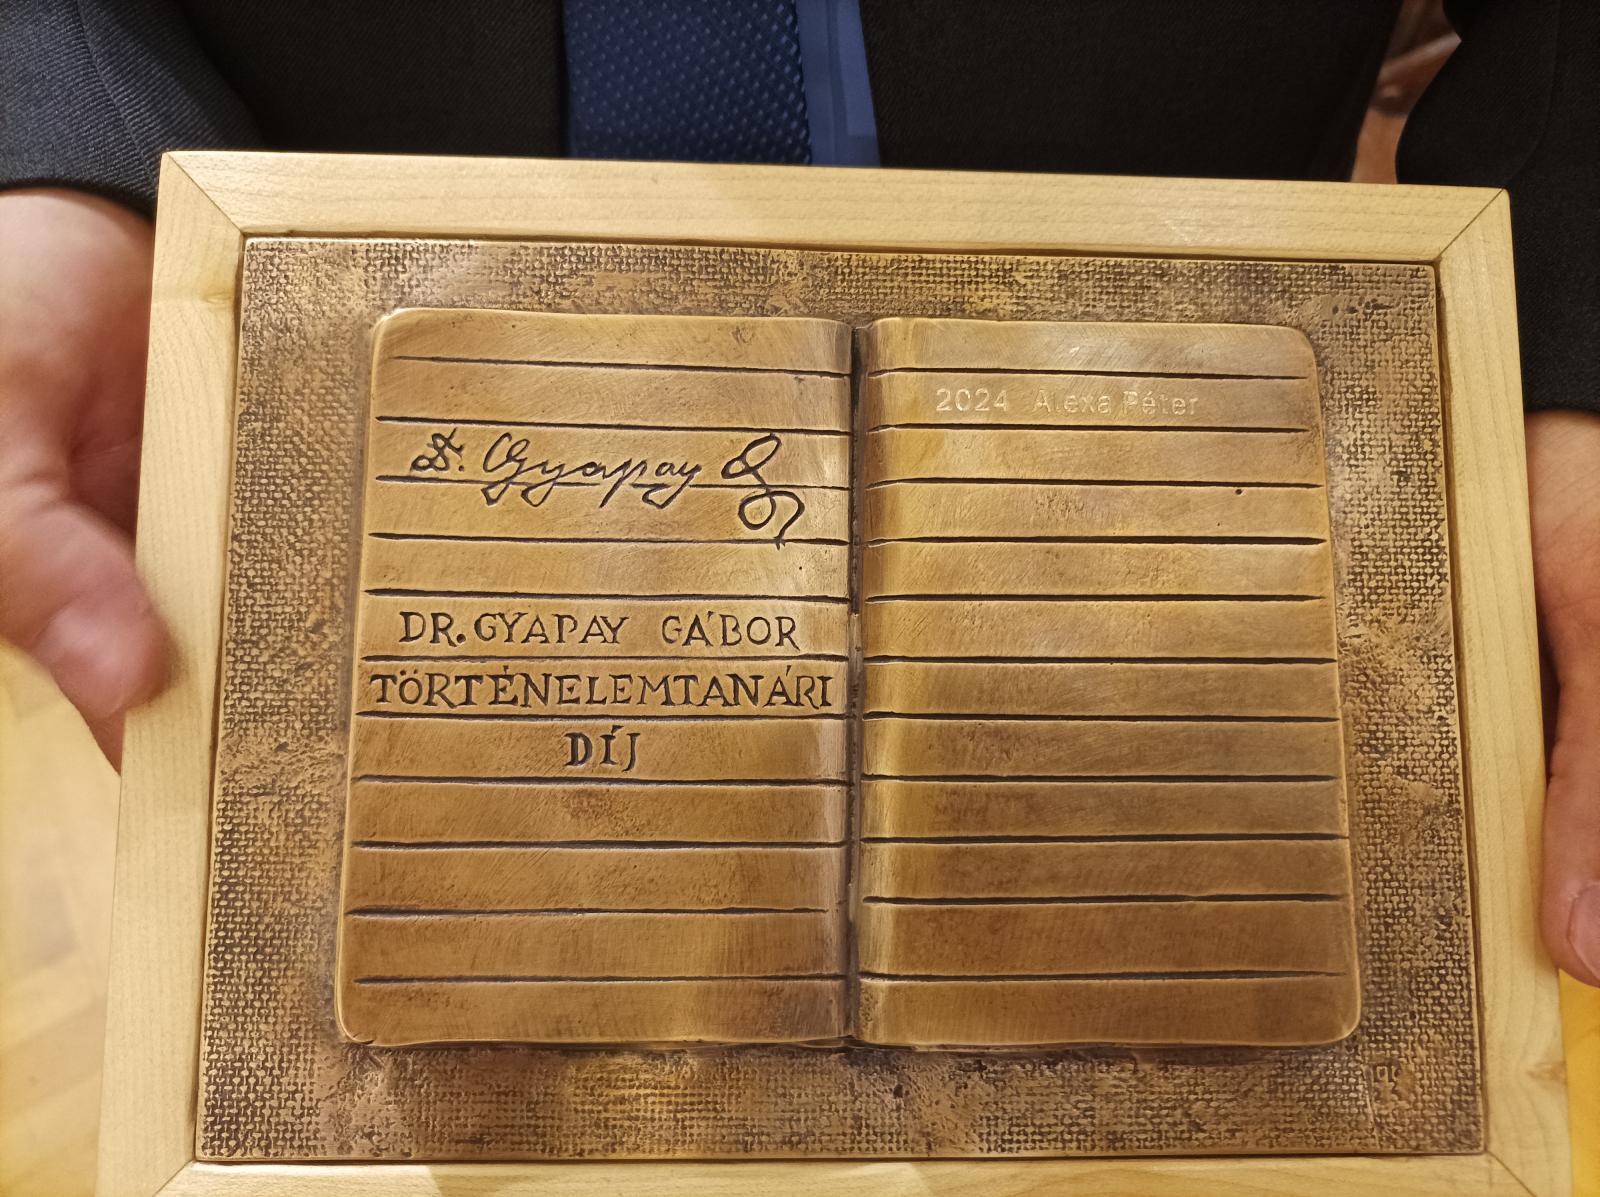 Dr. Gyapay G
DR. GYAPAY GÁBOR
TÖRTÉNELEMTANÁRI
DÍJ
2024 Alexa Péter